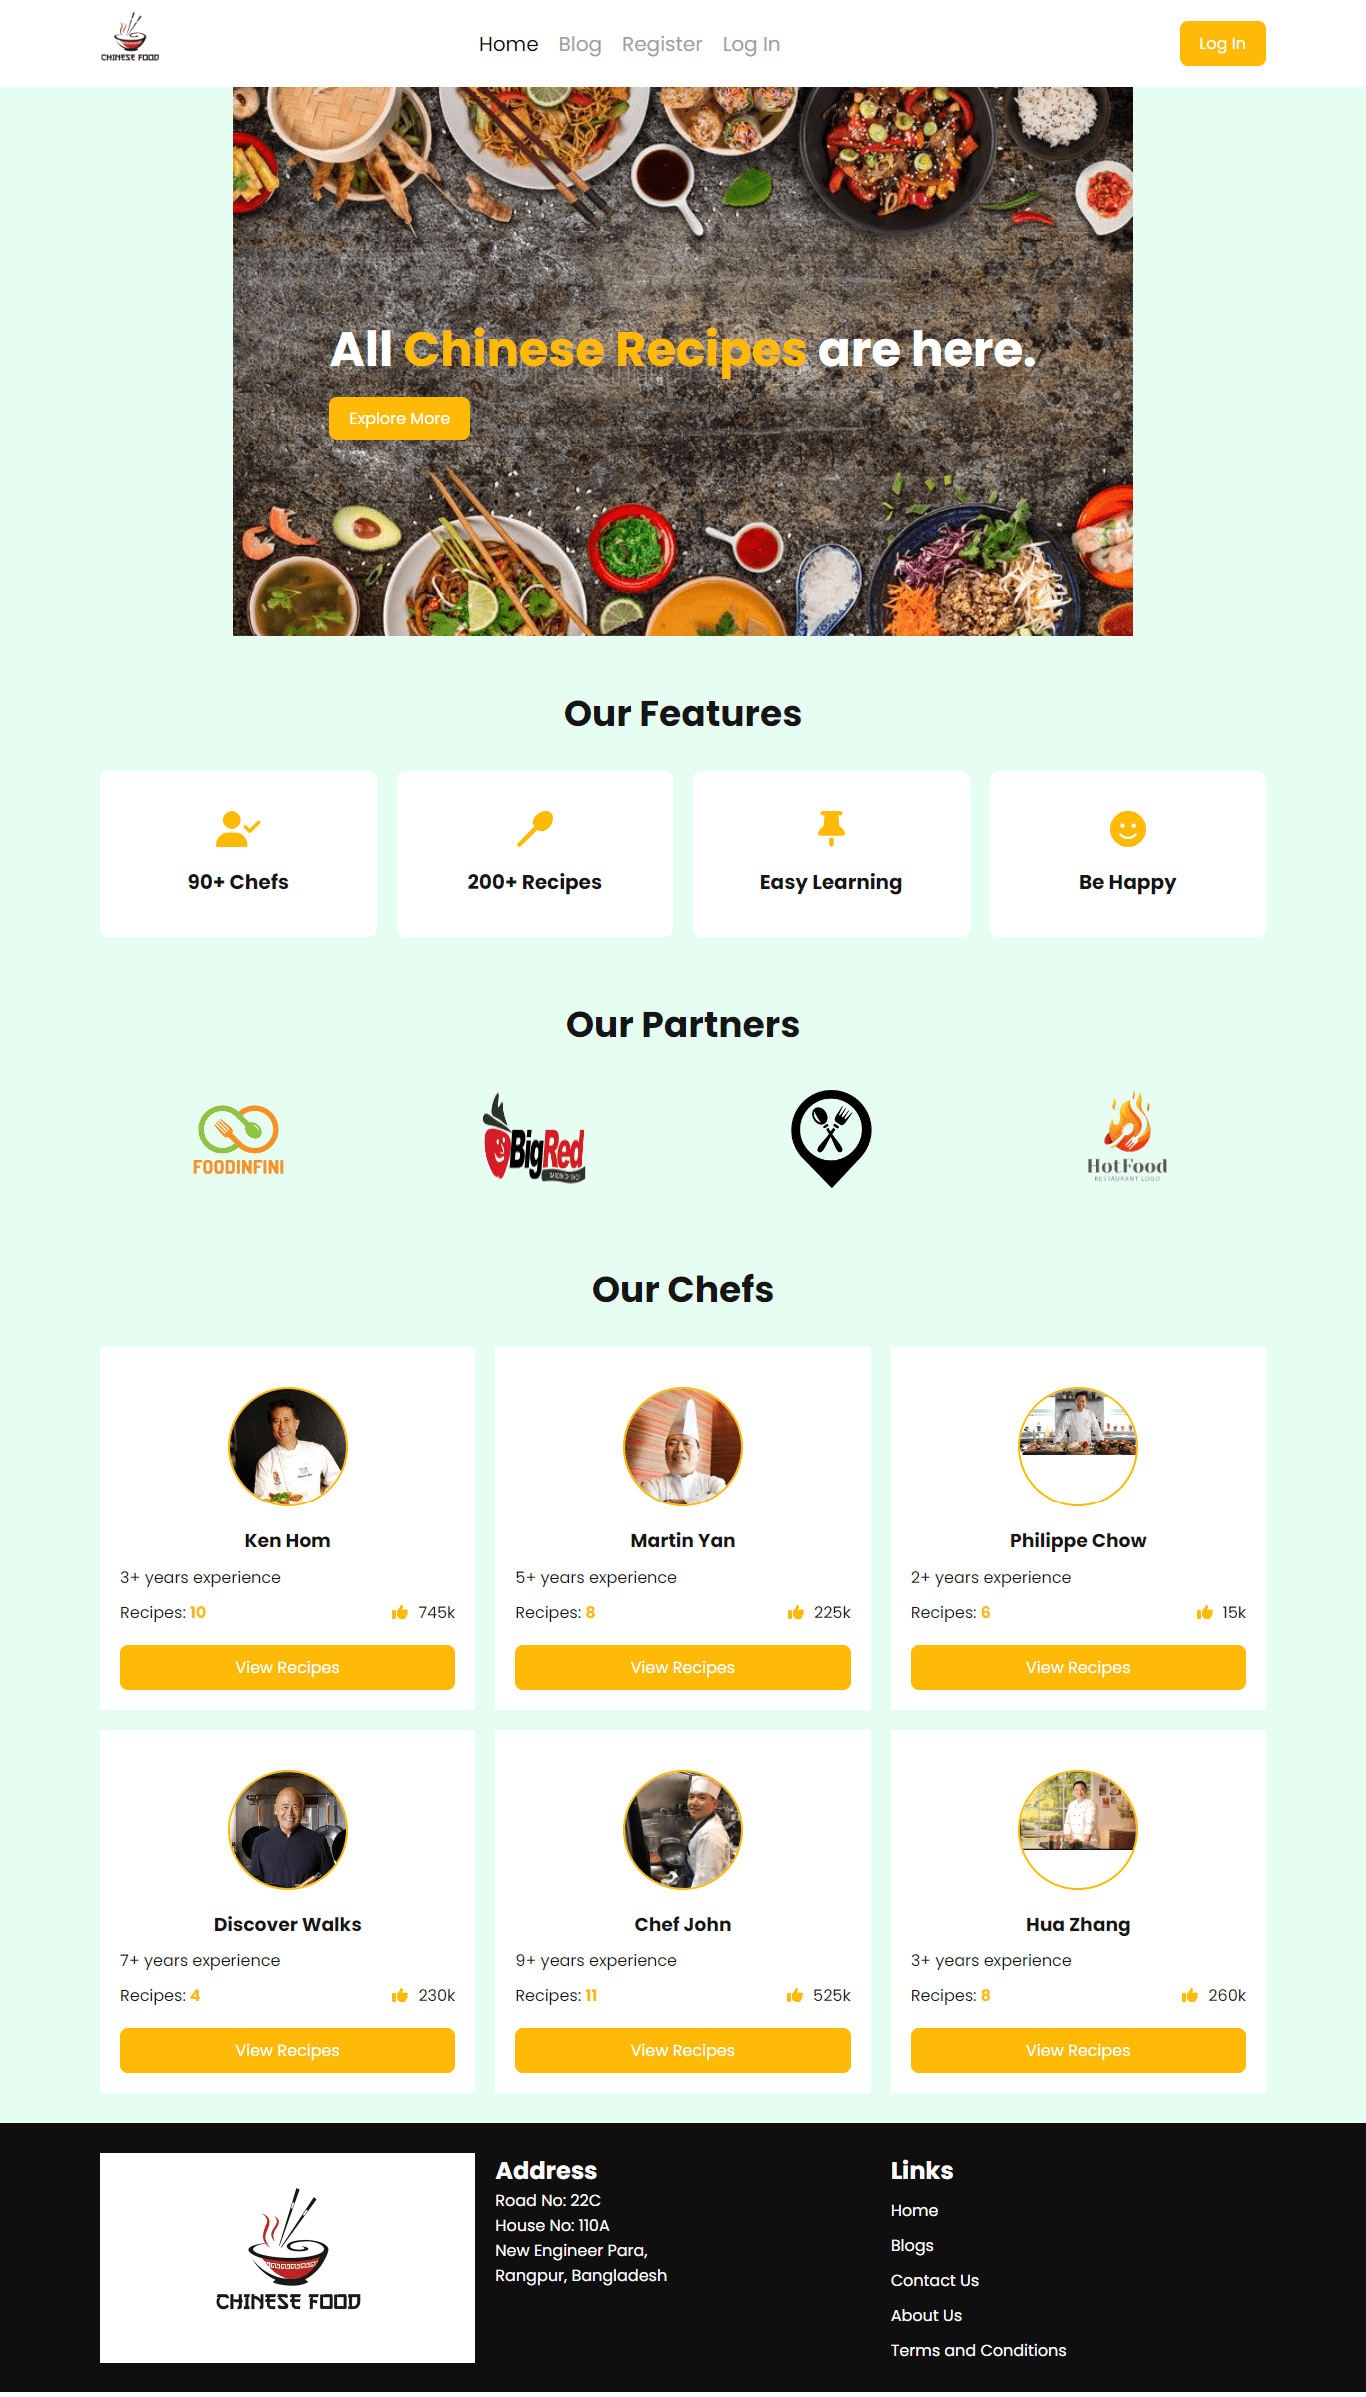 CHINESE FOOD
Home Blog Register Log In
Log In
All Chinese Recipes are here.
Explore More
Our Features
90+ Chefs
200+ Recipes
Easy Learning
Be Happy
Our Partners
FOODINFINI
BigRed
HotFood
RESTAURANT LOGO
Our Chefs
Ken Hom
3+ years experience
Recipes: 10 745k
View Recipes
Martin Yan
5+ years experience
Recipes: 8 225k
View Recipes
Philippe Chow
2+ years experience
Recipes: 6 15k
View Recipes
Discover Walks
7+ years experience
Recipes: 4 230k
View Recipes
Chef John
9+ years experience
Recipes: 11 525k
View Recipes
Hua Zhang
3+ years experience
Recipes: 8 260k
View Recipes
CHINESE FOOD
Address
Road No: 22C
House No: 110A
New Engineer Para,
Rangpur, Bangladesh
Links
Home
Blogs
Contact Us
About Us
Terms and Conditions